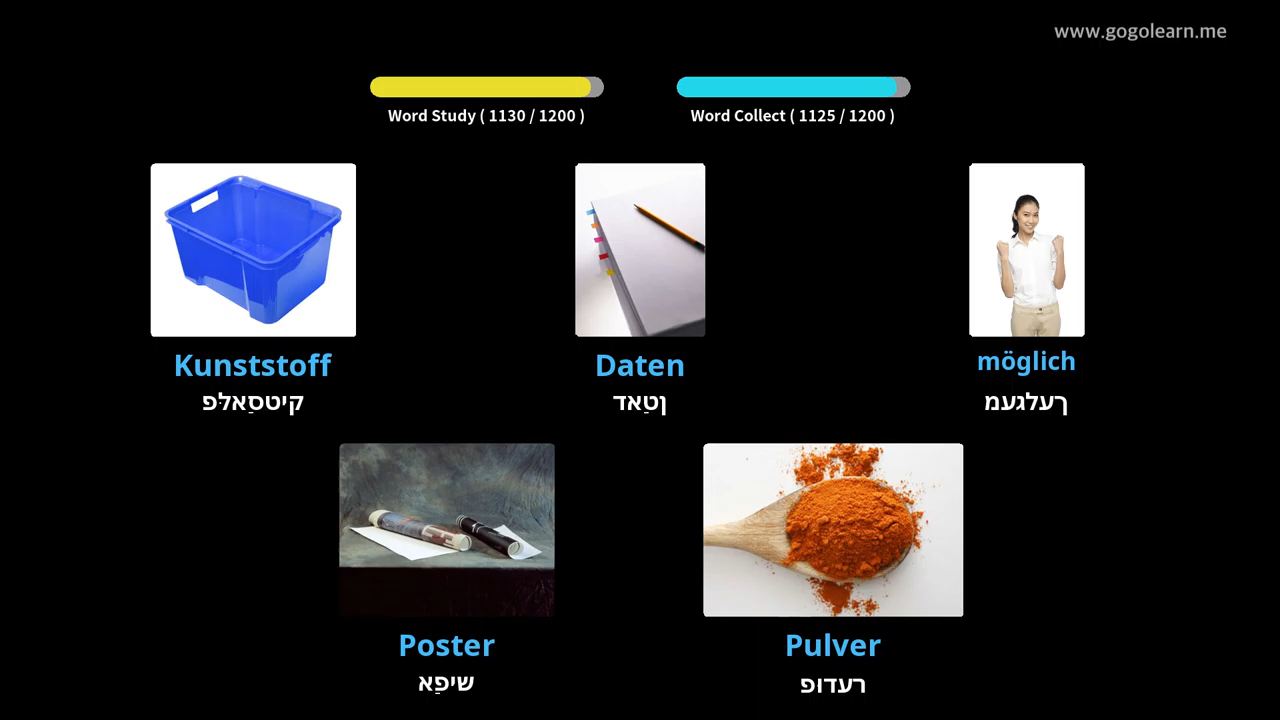 www.gogolearn.me
Word Study ( 1130 / 1200 )
Word Collect ( 1125 / 1200 )
Kunststoff
קיטסַאלּפ
Daten
ןטַאד
möglich
ךעלגעמ
Poster
שיפַא
Pulver
רעדוּפ